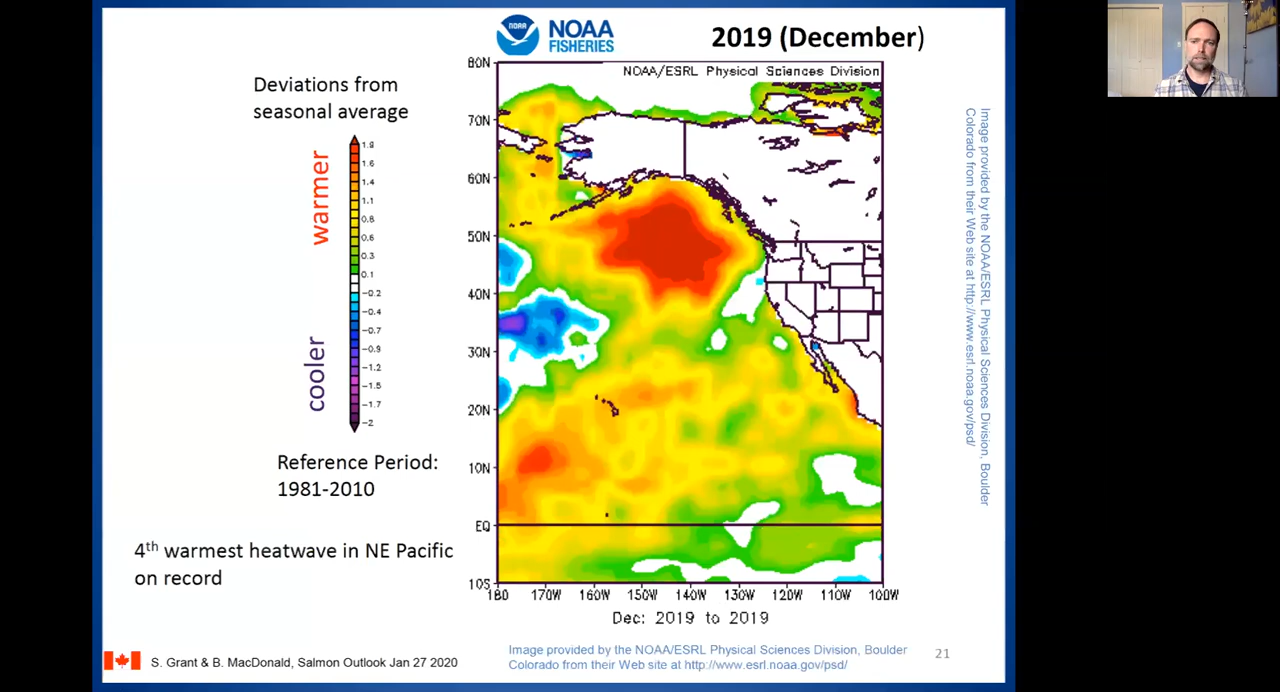 NOAA
NOAA
FISHERIES
2019 (December)
Deviations from
seasonal average
warmer
cooler
1.9
1.6
1.4
1.1
0.8
0.6
0.3
0.1
-0.2
-0.4
-0.7
-0.9
-1.2
-1.5
-1.7
-2
Reference Period:
1981-2010
4th warmest heatwave in NE Pacific
on record
NOAA/ESRL Physical Sciences Division
80N
70N
60N
50N
40N
30N
20N
10N
EQ
10S
180 170W 160W 150W 140W 130W 120W 110W 100W
Dec: 2019 to 2019
Image provided by the NOAA/ESRL Physical Sciences Division, Boulder
Colorado from their Web site at http://www.esrl.noaa.gov/psd/
S. Grant & B. MacDonald, Salmon Outlook Jan 27 2020
Image provided by the NOAA/ESRL Physical Sciences Division, Boulder
Colorado from their Web site at http://www.esrl.noaa.gov/psd/
21